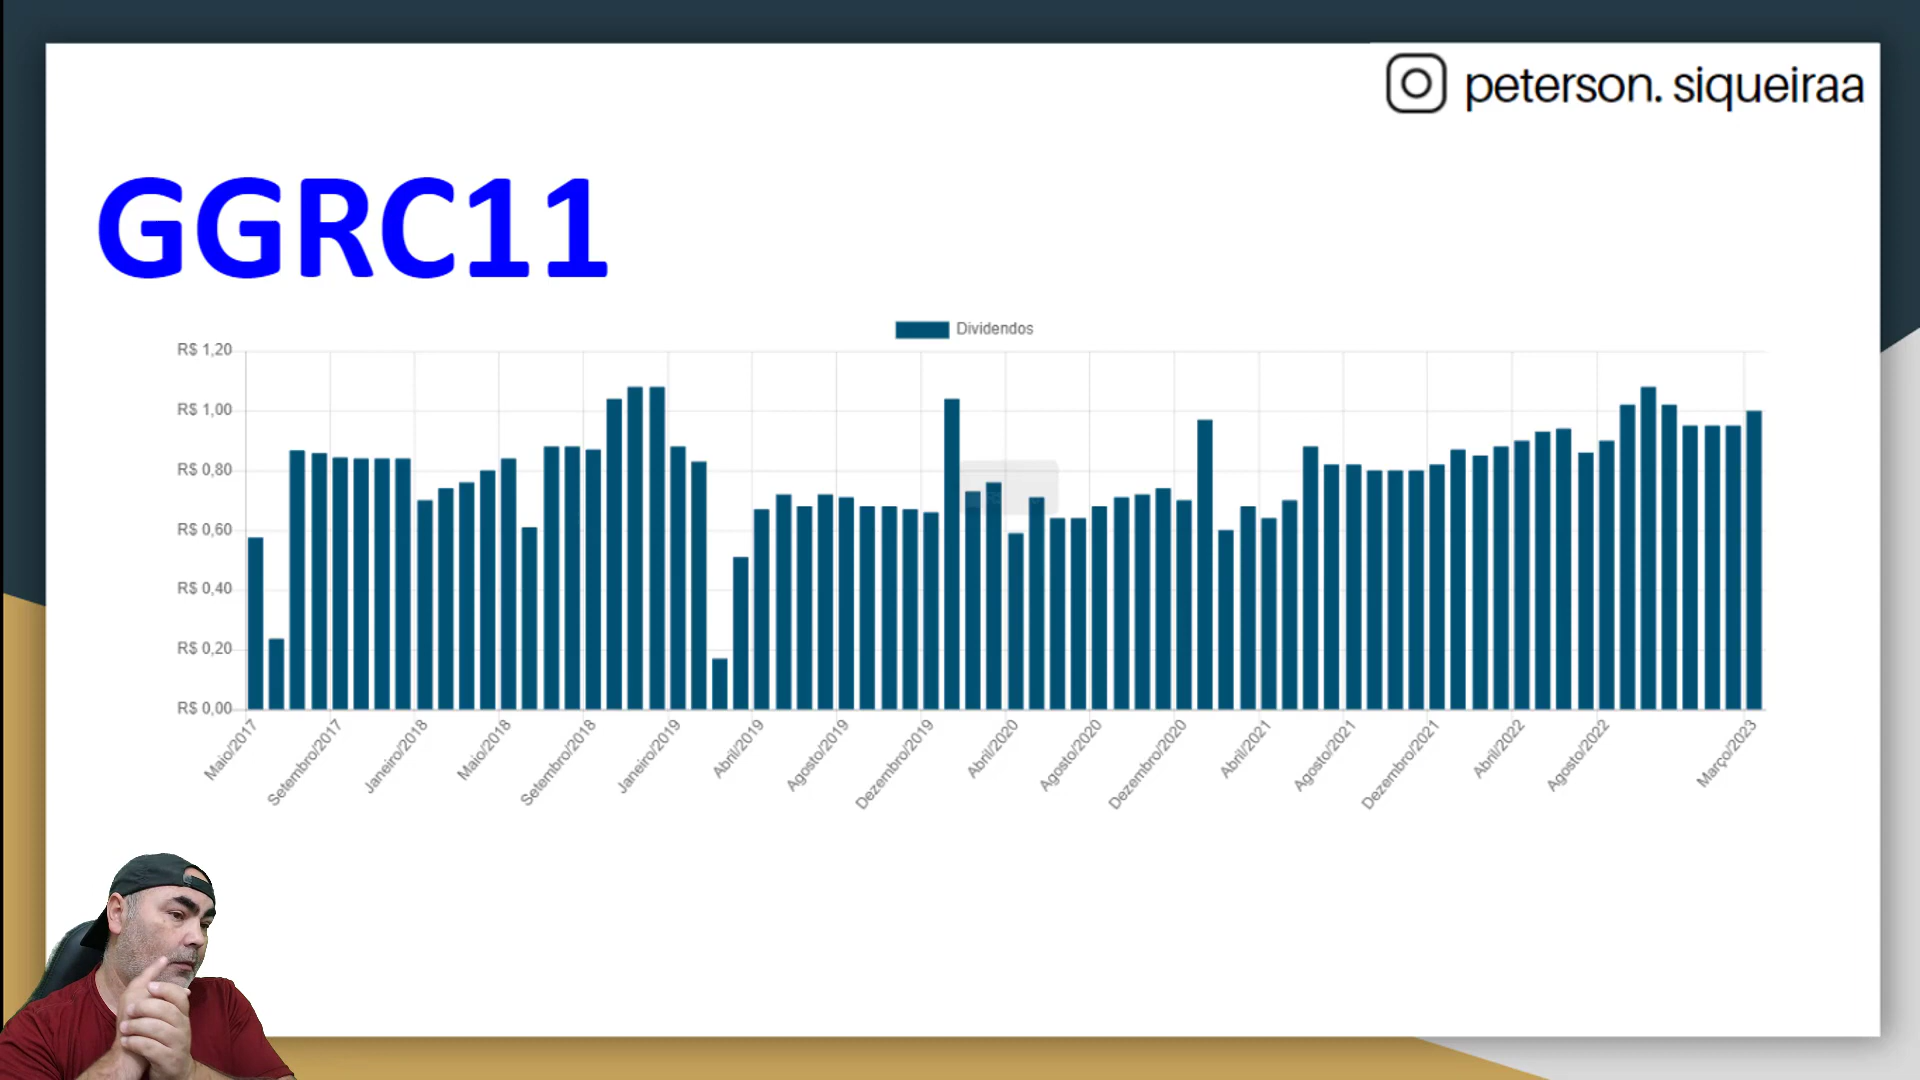 peterson. siqueiraa
GGRC11
Dividendos
R$ 1,20
R$ 1,00
R$ 0,80
R$ 0,60
R$ 0,40
R$ 0,20
R$ 0,00
Maio/2017
Setembro/2017
Janeiro/2018
Maio/2018
Setembro/2018
Janeiro/2019
Abril/2019
Agosto/2019
Dezembro/2019
Abril/2020
Agosto/2020
Dezembro/2020
Abril/2021
Agosto/2021
Dezembro/2021
Abril/2022
Agosto/2022
Março/2023